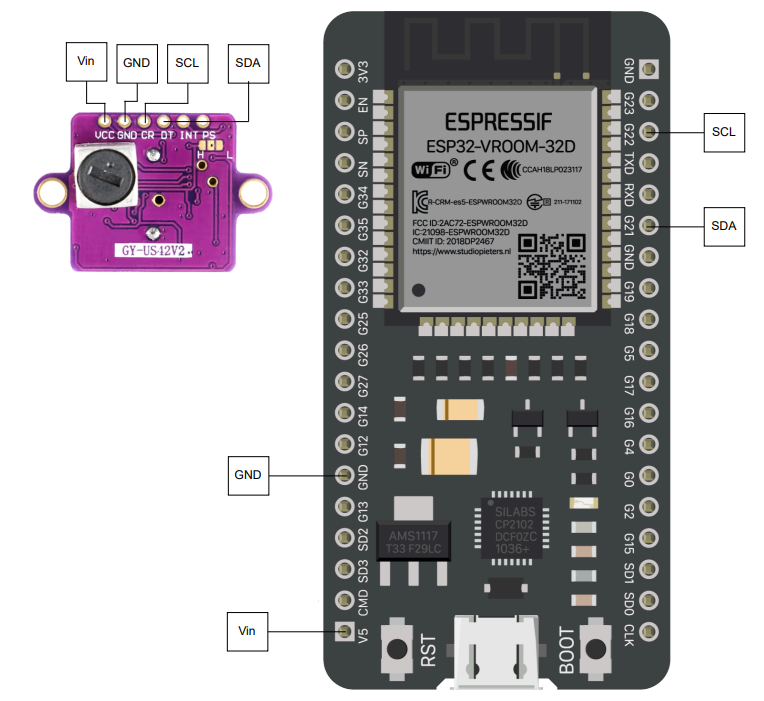 Vin
GND
SCL
SDA
VCC GND CR DT INT PS
H L
GY-US42V2
3V3
EN
SP
SN
G34
G35
G32
G33
G25
G26
G27
G14
G12
GND
G13
SD2
SD3
CMD
V5
GND
Vin
ESPRESSIF
ESP32-VROOM-32D
WiFi®
CE
CCAH18LP023117
R-CRM-es5-ESPWROOM32D
R 211-171102
FCC ID:2AC72-ESPWROOM32D
IC:21098-ESPWROOM32D
CMIIT ID: 2018DP2467
https://www.studiopieters.nl
AMS1117
T33 F29LC
SILABS
CP2102
DCF0ZC
1036+
RST
BOOT
GND
G23
G22
TXD
RXD
G21
GND
G19
G18
G5
G17
G16
G4
G0
G2
G15
SD1
SD0
CLK
SCL
SDA